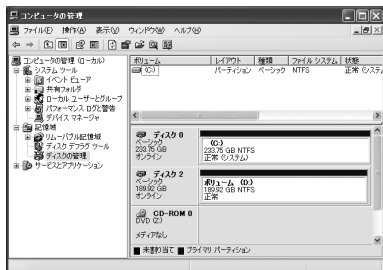 コンピュータの管理
ファイル(F) 操作(A) 表示(V) ウィンドウ(W) ヘルプ(H)
コンピュータの管理 (ローカル)
システム ツール
イベント ビューア
共有フォルダ
ローカル ユーザーとグループ
パフォーマンス ログと警告
デバイス マネージャ
記憶域
リムーバブル記憶域
ディスク デフラグ ツール
ディスクの管理
サービスとアプリケーション
ボリューム レイアウト 種類 ファイル システム 状態
(C:) パーティション ベーシック NTFS 正常 (システ
ディスク 0
ベーシック
233.75 GB
オンライン
(C:)
233.75 GB NTFS
正常 (システム)
ディスク 2
ベーシック
189.92 GB
オンライン
ボリューム (D:)
189.92 GB NTFS
正常
CD-ROM 0
DVD (Z:)
メディアなし
未割り当て プライマリ パーティション